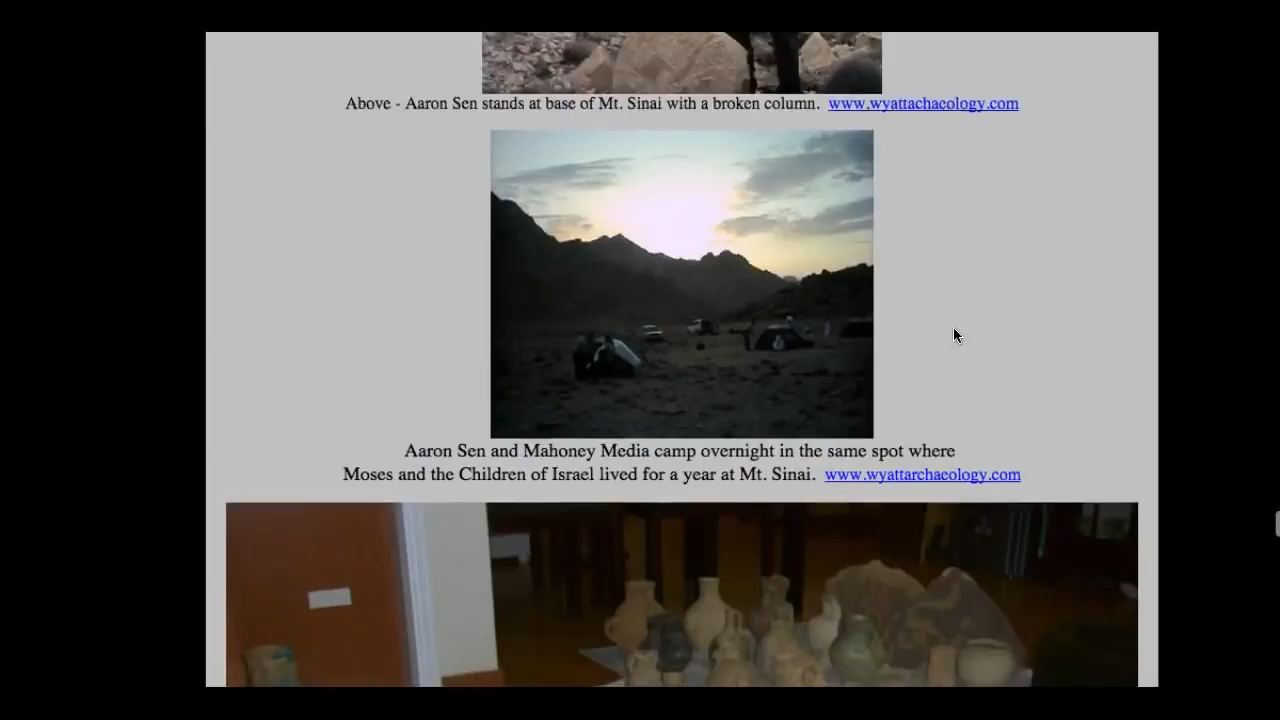 Above - Aaron Sen stands at base of Mt. Sinai with a broken column. www.wyattachaeology.com
Aaron Sen and Mahoney Media camp overnight in the same spot where
Moses and the Children of Israel lived for a year at Mt. Sinai. www.wyattarchaeology.com